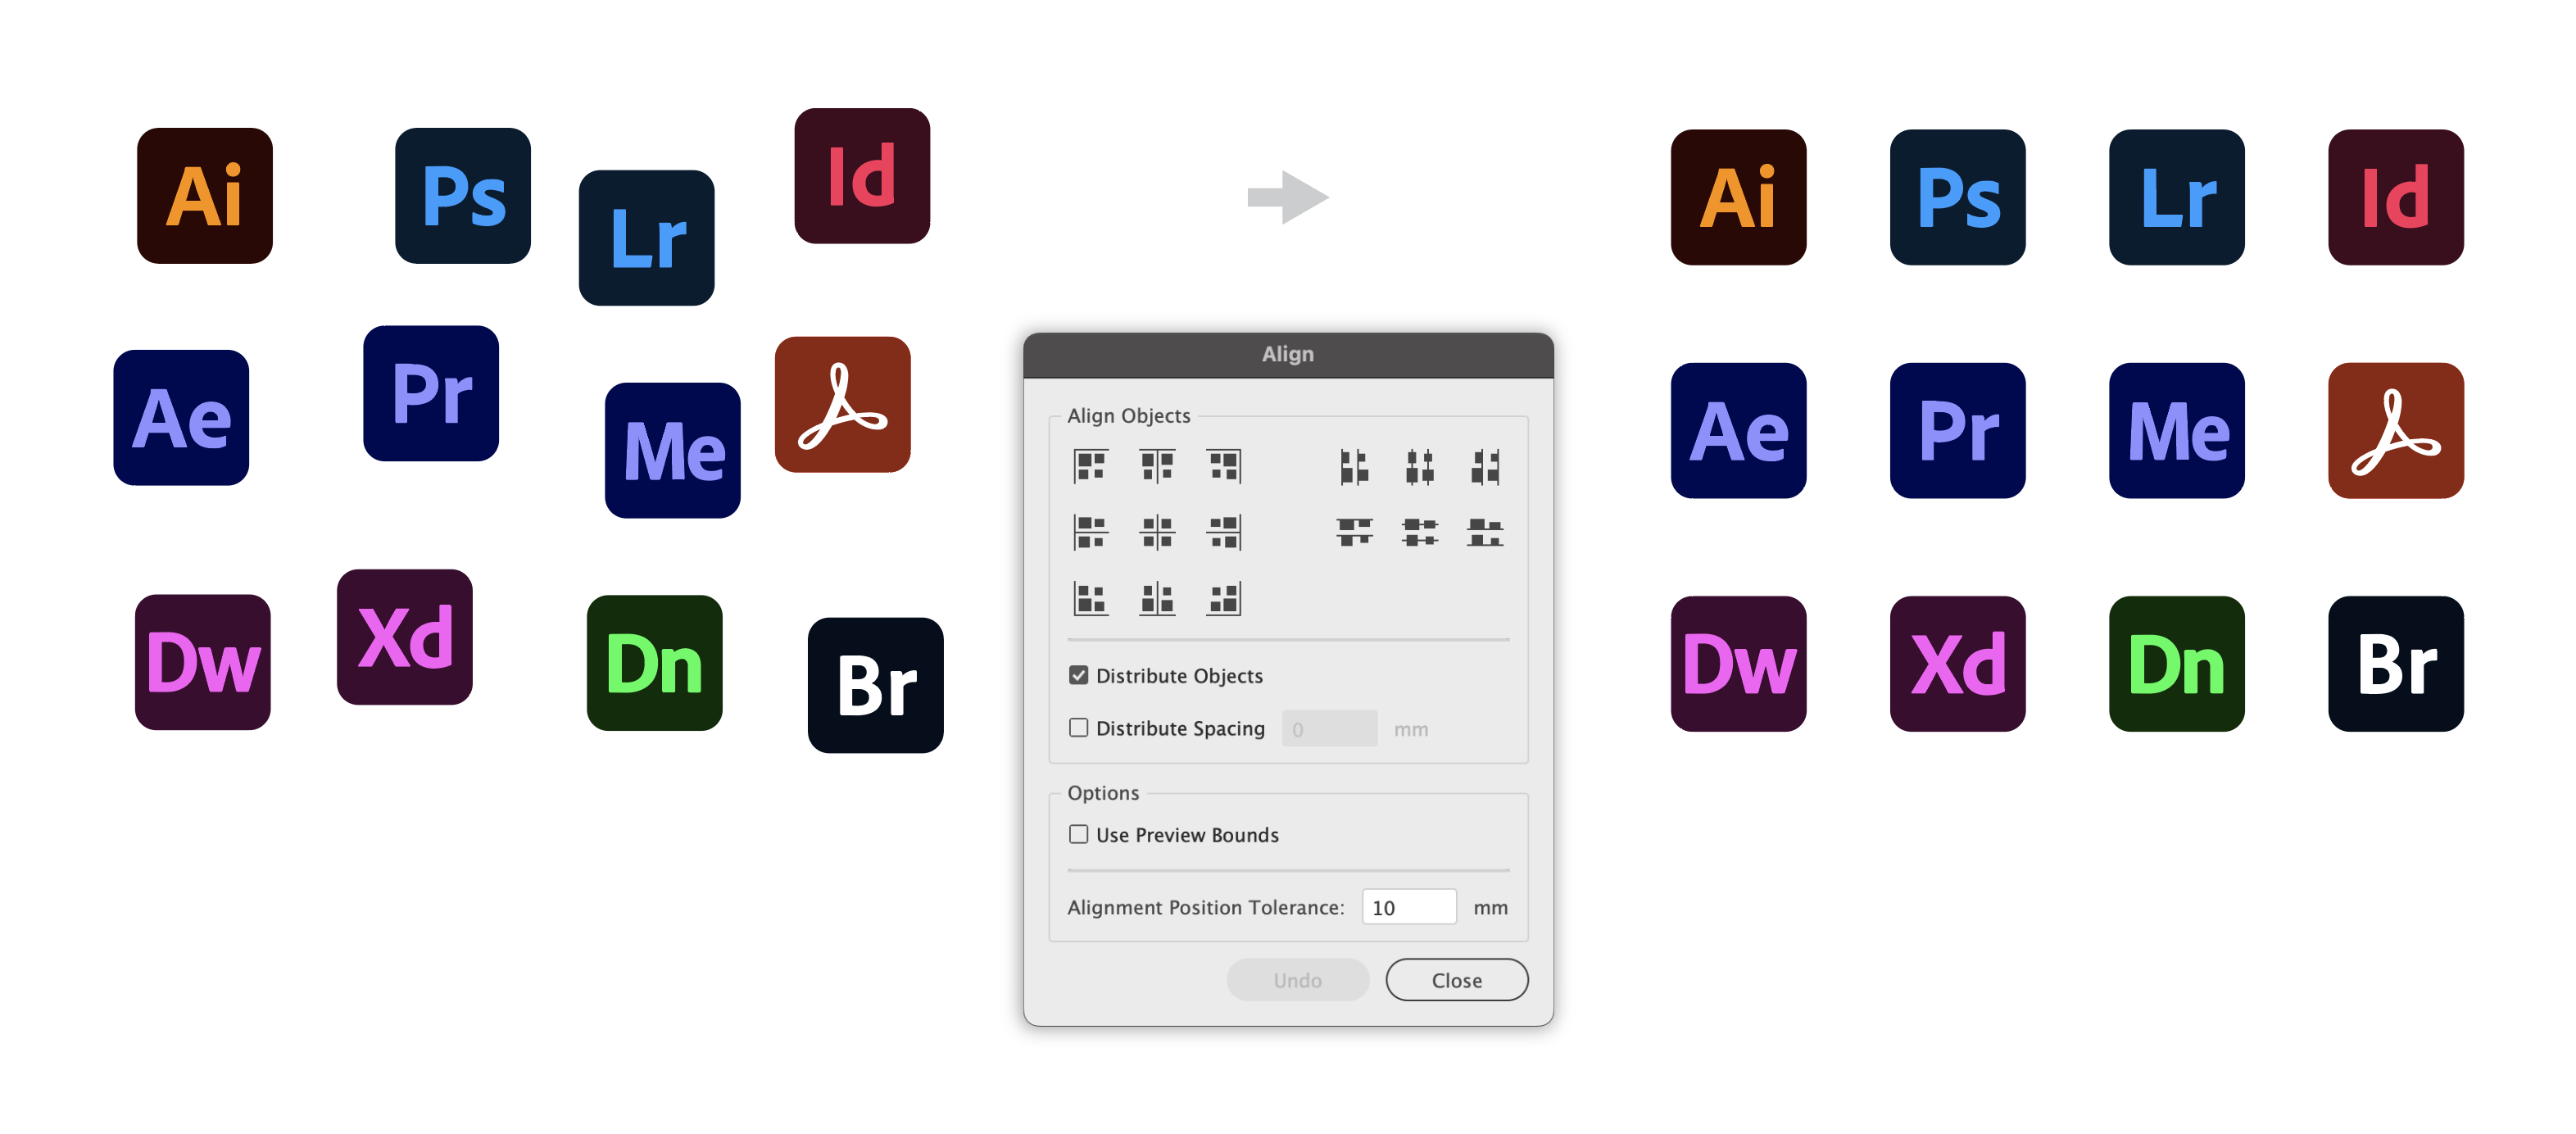 Ai Ps Lr Id
Ae Pr Me
Dw Xd Dn Br
Align
Align Objects
Distribute Objects
Distribute Spacing 0 mm
Options
Use Preview Bounds
Alignment Position Tolerance: 10 mm
Undo Close
Ai Ps Lr Id
Ae Pr Me
Dw Xd Dn Br